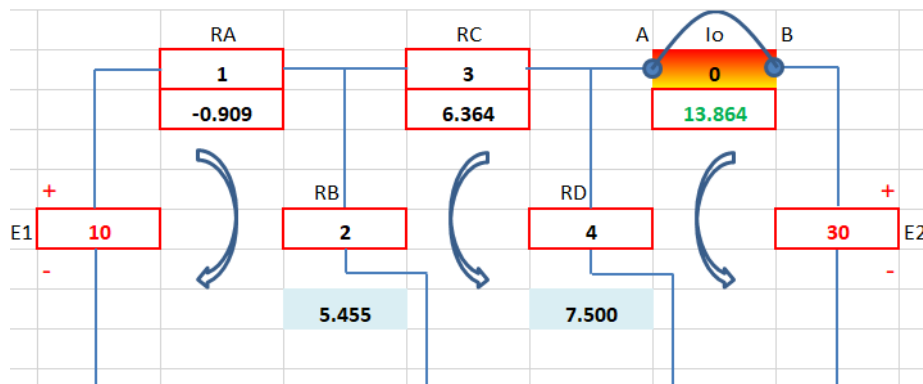 RA RC A Io B
1 3 0
-0.909 6.364 13.864
+ RB RD +
E1 10 2 4 30 E2
- -
5.455 7.500